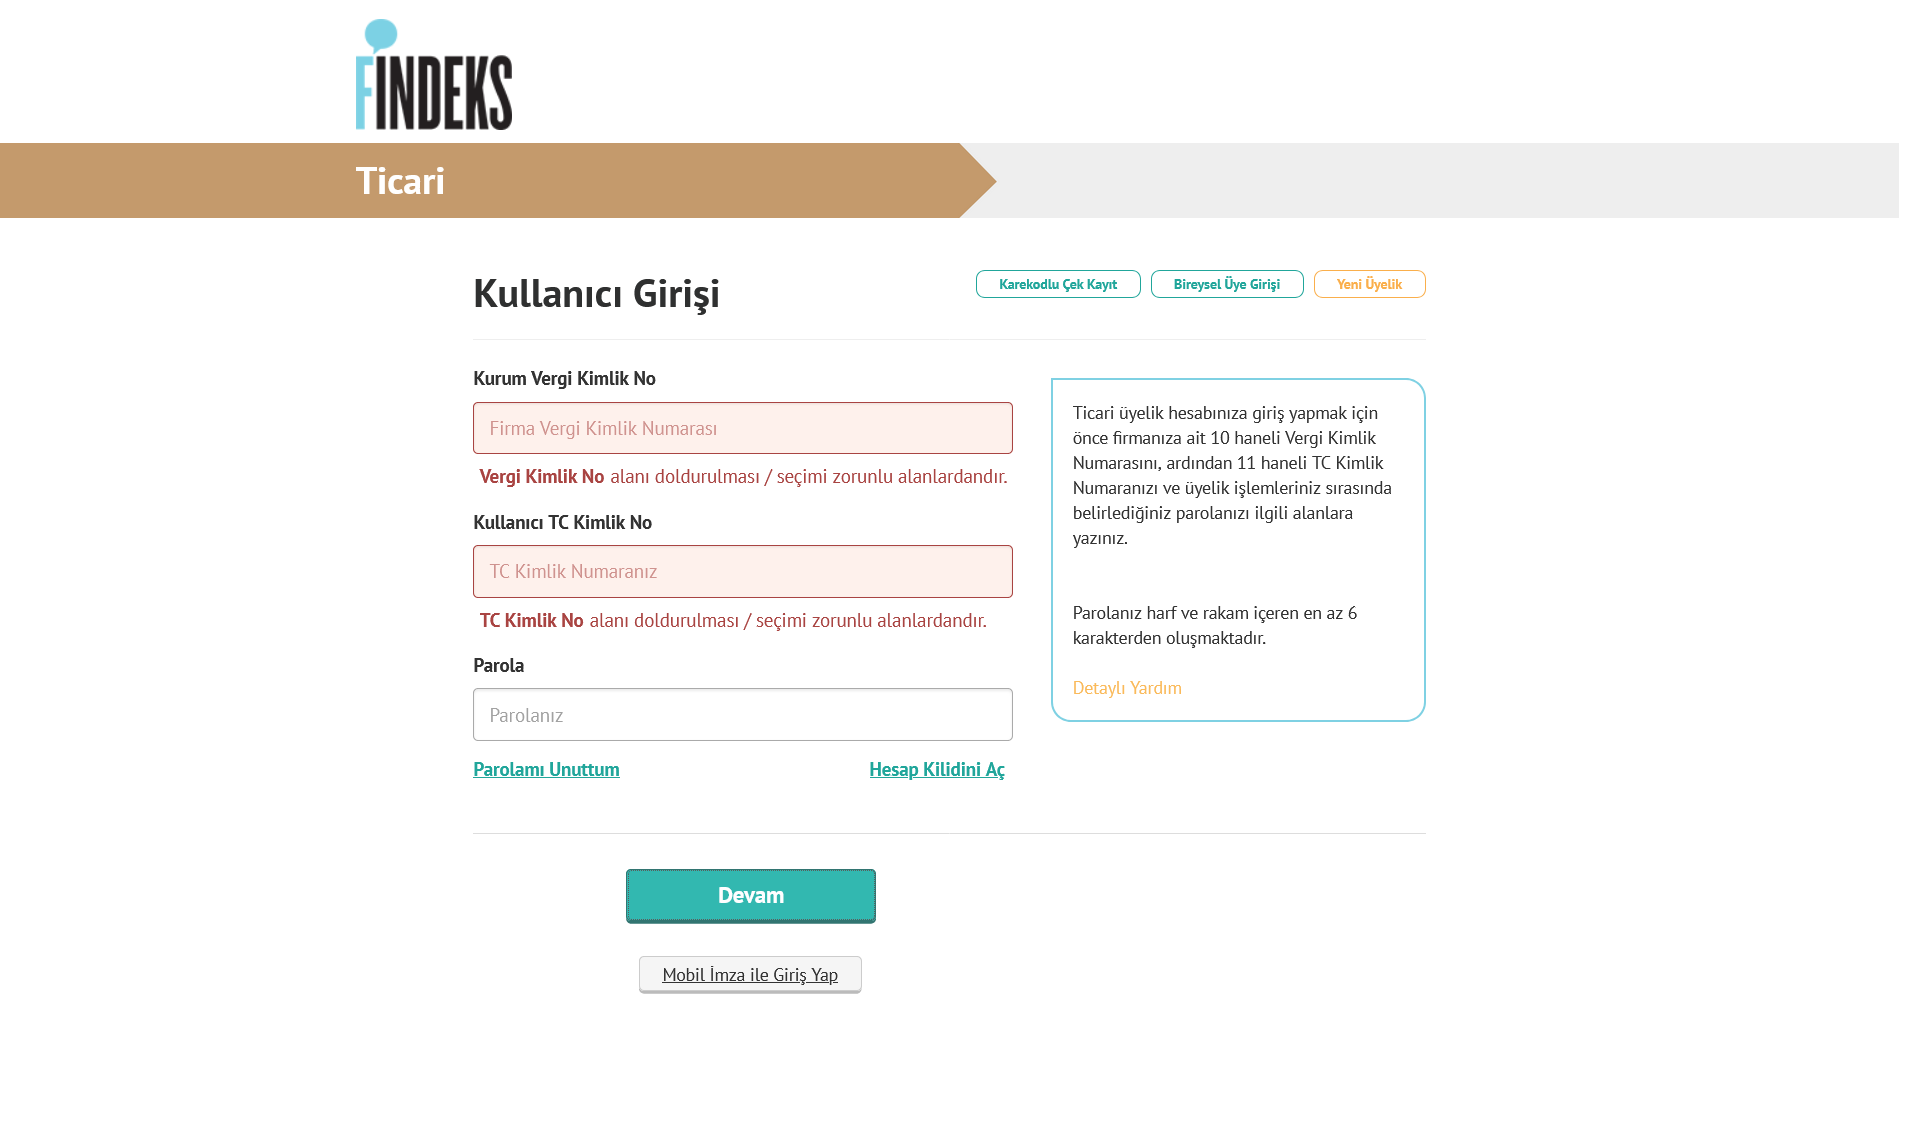 FINDEKS
Ticari
Kullanıcı Girişi
Karekodlu Çek Kayıt
Bireysel Üye Girişi
Yeni Üyelik
Kurum Vergi Kimlik No
Firma Vergi Kimlik Numarası
Vergi Kimlik No alanı doldurulması / seçimi zorunlu alanlardandır.
Kullanıcı TC Kimlik No
TC Kimlik Numaranız
TC Kimlik No alanı doldurulması / seçimi zorunlu alanlardandır.
Parola
Parolanız
Parolamı Unuttum
Hesap Kilidini Aç
Ticari üyelik hesabınıza giriş yapmak için
önce firmanıza ait 10 haneli Vergi Kimlik
Numarasını, ardından 11 haneli TC Kimlik
Numaranızı ve üyelik işlemleriniz sırasında
belirlediğiniz parolanızı ilgili alanlara
yazınız.
Parolanız harf ve rakam içeren en az 6
karakterden oluşmaktadır.
Detaylı Yardım
Devam
Mobil İmza ile Giriş Yap